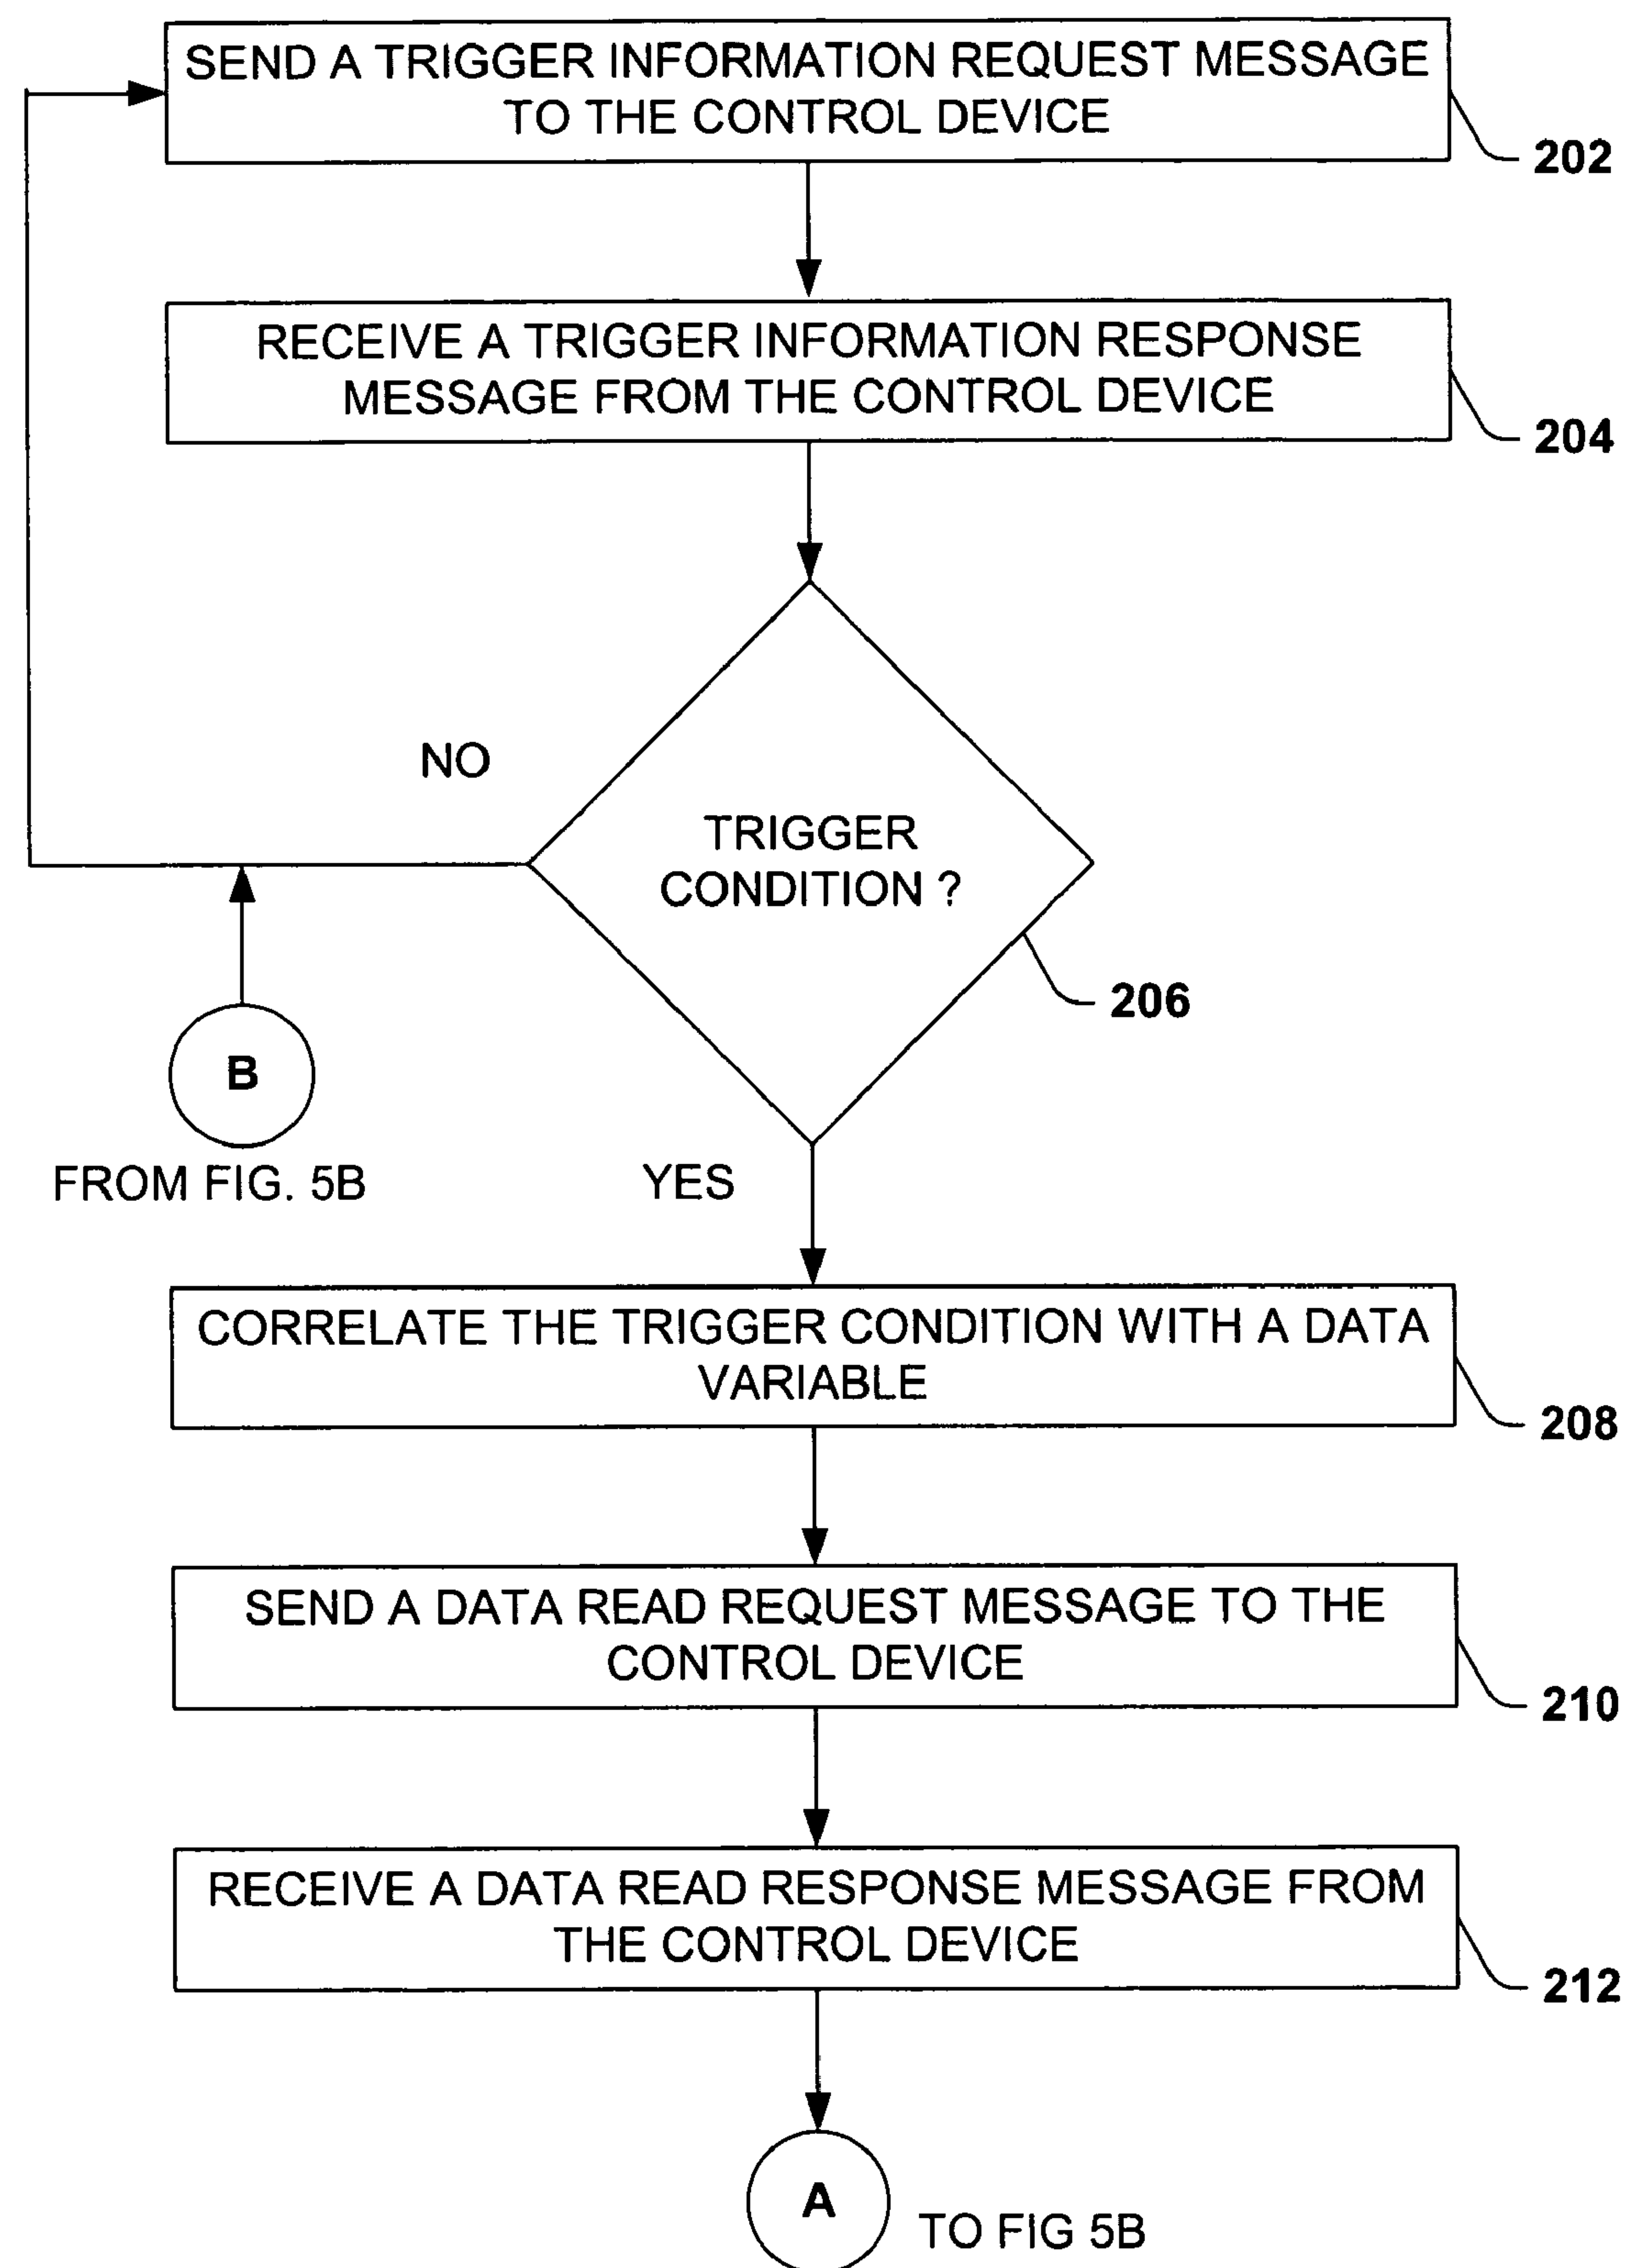 SEND A TRIGGER INFORMATION REQUEST MESSAGE
TO THE CONTROL DEVICE
202
RECEIVE A TRIGGER INFORMATION RESPONSE
MESSAGE FROM THE CONTROL DEVICE
204
NO
TRIGGER
CONDITION ?
206
B
FROM FIG. 5B
YES
CORRELATE THE TRIGGER CONDITION WITH A DATA
VARIABLE
208
SEND A DATA READ REQUEST MESSAGE TO THE
CONTROL DEVICE
210
RECEIVE A DATA READ RESPONSE MESSAGE FROM
THE CONTROL DEVICE
212
A
TO FIG 5B